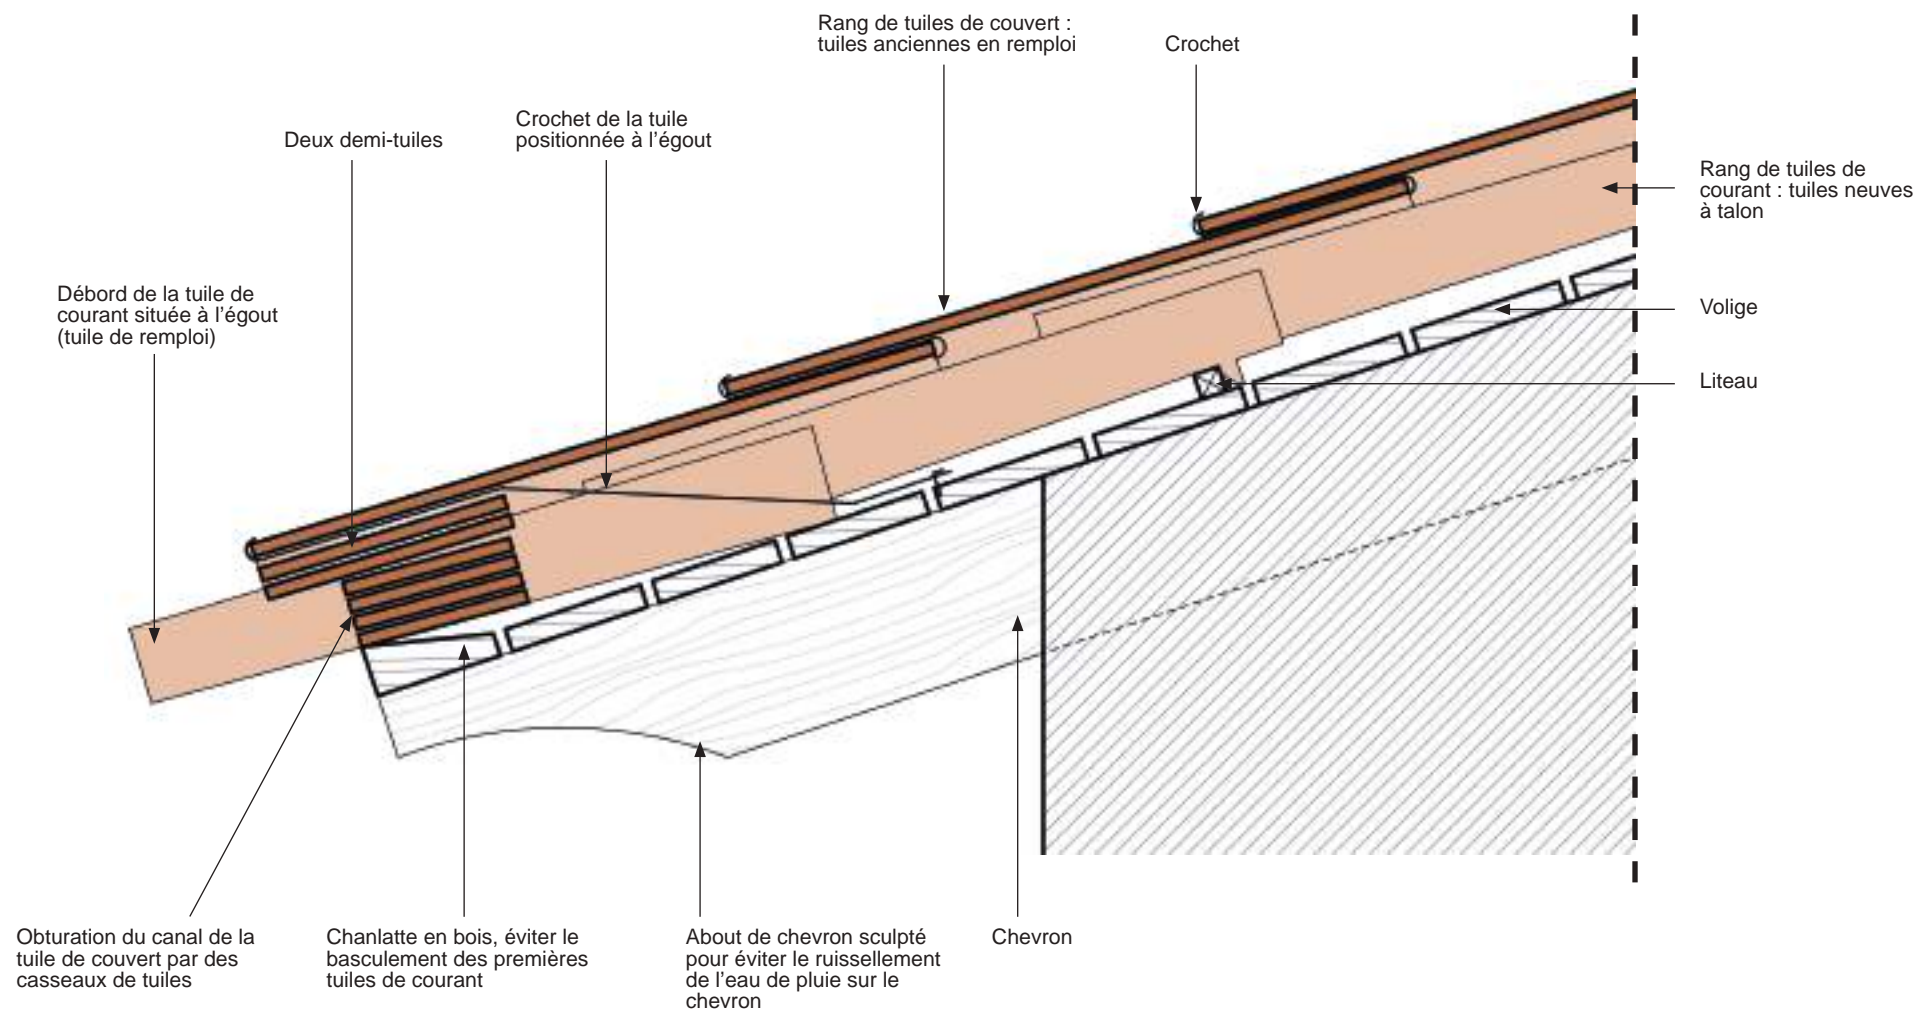 Rang de tuiles de couvert :
tuiles anciennes en remploi
Crochet
Crochet de la tuile
positionnée à l’égout
Deux demi-tuiles
Rang de tuiles de
courant : tuiles neuves
à talon
Débord de la tuile de
courant située à l’égout
(tuile de remploi)
Volige
Liteau
Obturation du canal de la
tuile de couvert par des
casseaux de tuiles
Chanlatte en bois, éviter le
basculement des premières
tuiles de courant
About de chevron sculpté
pour éviter le ruissellement
de l’eau de pluie sur le
chevron
Chevron